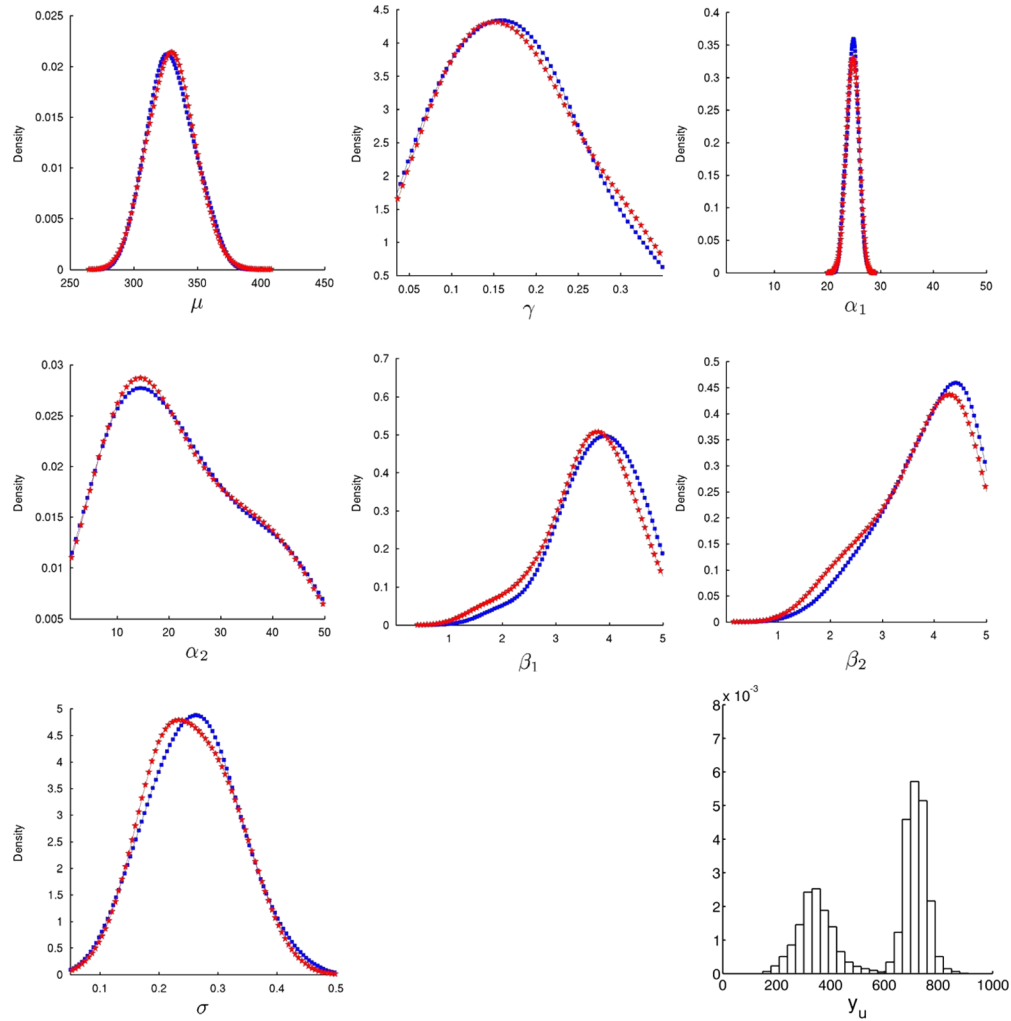 0.025
0.02
0.015
0.01
0.005
0
Density
250 300 350 400 450
μ
4.5
4
3.5
3
2.5
2
1.5
1
0.5
Density
0.05 0.1 0.15 0.2 0.25 0.3
γ
0.4
0.35
0.3
0.25
0.2
0.15
0.1
0.05
0
Density
10 20 30 40 50
α₁
0.03
0.025
0.02
0.015
0.01
0.005
Density
10 20 30 40 50
α₂
0.7
0.6
0.5
0.4
0.3
0.2
0.1
0
Density
1 2 3 4 5
β₁
0.5
0.45
0.4
0.35
0.3
0.25
0.2
0.15
0.1
0.05
0
Density
1 2 3 4 5
β₂
5
4.5
4
3.5
3
2.5
2
1.5
1
0.5
0
Density
0.1 0.2 0.3 0.4 0.5
σ
x 10⁻³
8
7
6
5
4
3
2
1
0
0 200 400 600 800 1000
yᵤ